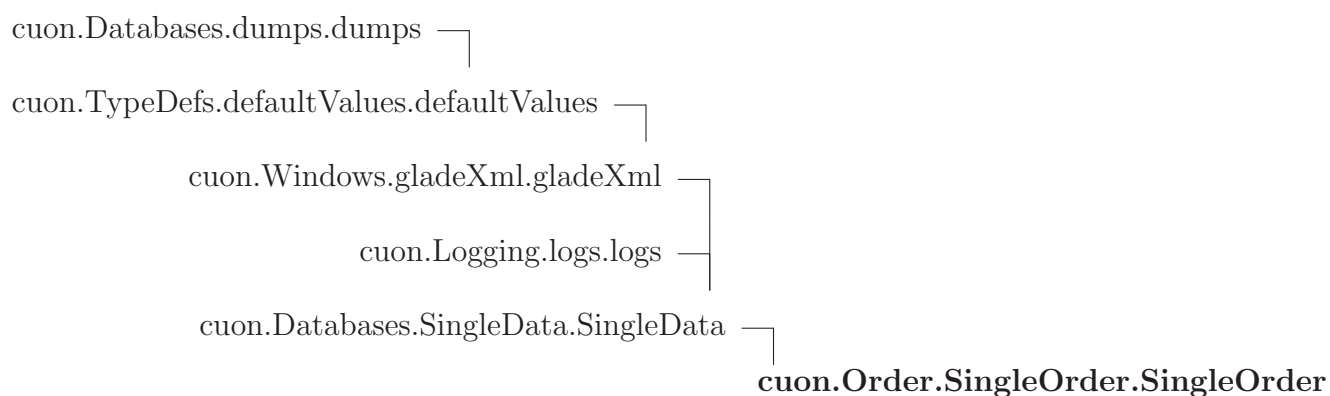 cuon.Databases.dumps.dumps
cuon.TypeDefs.defaultValues.defaultValues
cuon.Windows.gladeXml.gladeXml
cuon.Logging.logs.logs
cuon.Databases.SingleData.SingleData
cuon.Order.SingleOrder.SingleOrder